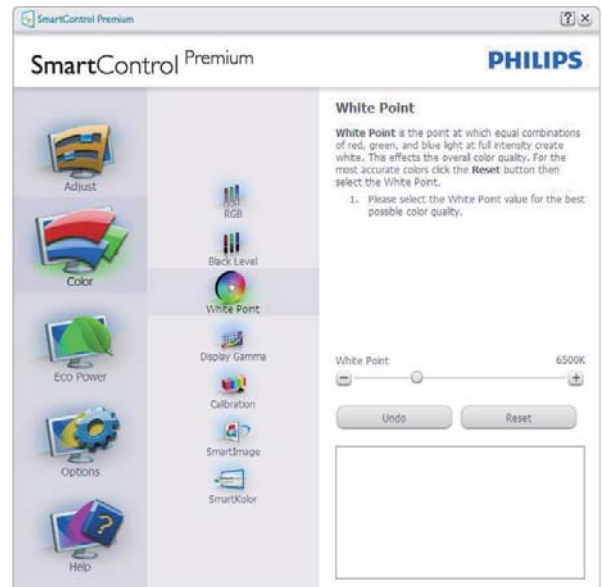 SmartControl Premium
SmartControl Premium
PHILIPS
Adjust
Color
Eco Power
Options
Help
RGB
Black Level
White Point
Display Gamma
Calibration
SmartImage
SmartKolor
White Point
White Point is the point at which equal combinations
of red, green, and blue light at full intensity create
white. This effects the overall color quality. For the
most accurate colors click the Reset button then
select the White Point.
1. Please select the White Point value for the best
possible color quality.
White Point 6500K
Undo Reset